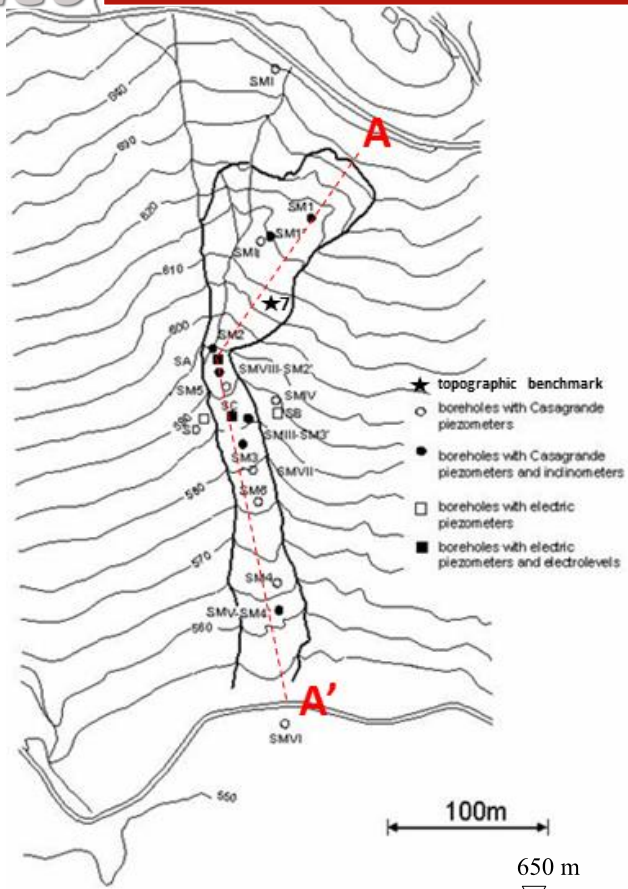 SMI
640
630
A
620
SM1
SM1'
SMII
610
7
600
SM2
SA
SMVIII-SM2'
SM5
SMIV
SC
SB
590
SD
SMIII-SM3'
SM3
SMVII
580
SM6
570
SM4
SMV-SM4'
560
A'
SMVI
550
topographic benchmark
boreholes with Casagrande
piezometers
boreholes with Casagrande
piezometers and inclinometers
boreholes with electric
piezometers
boreholes with electric
piezometers and electrolevels
100m
650 m